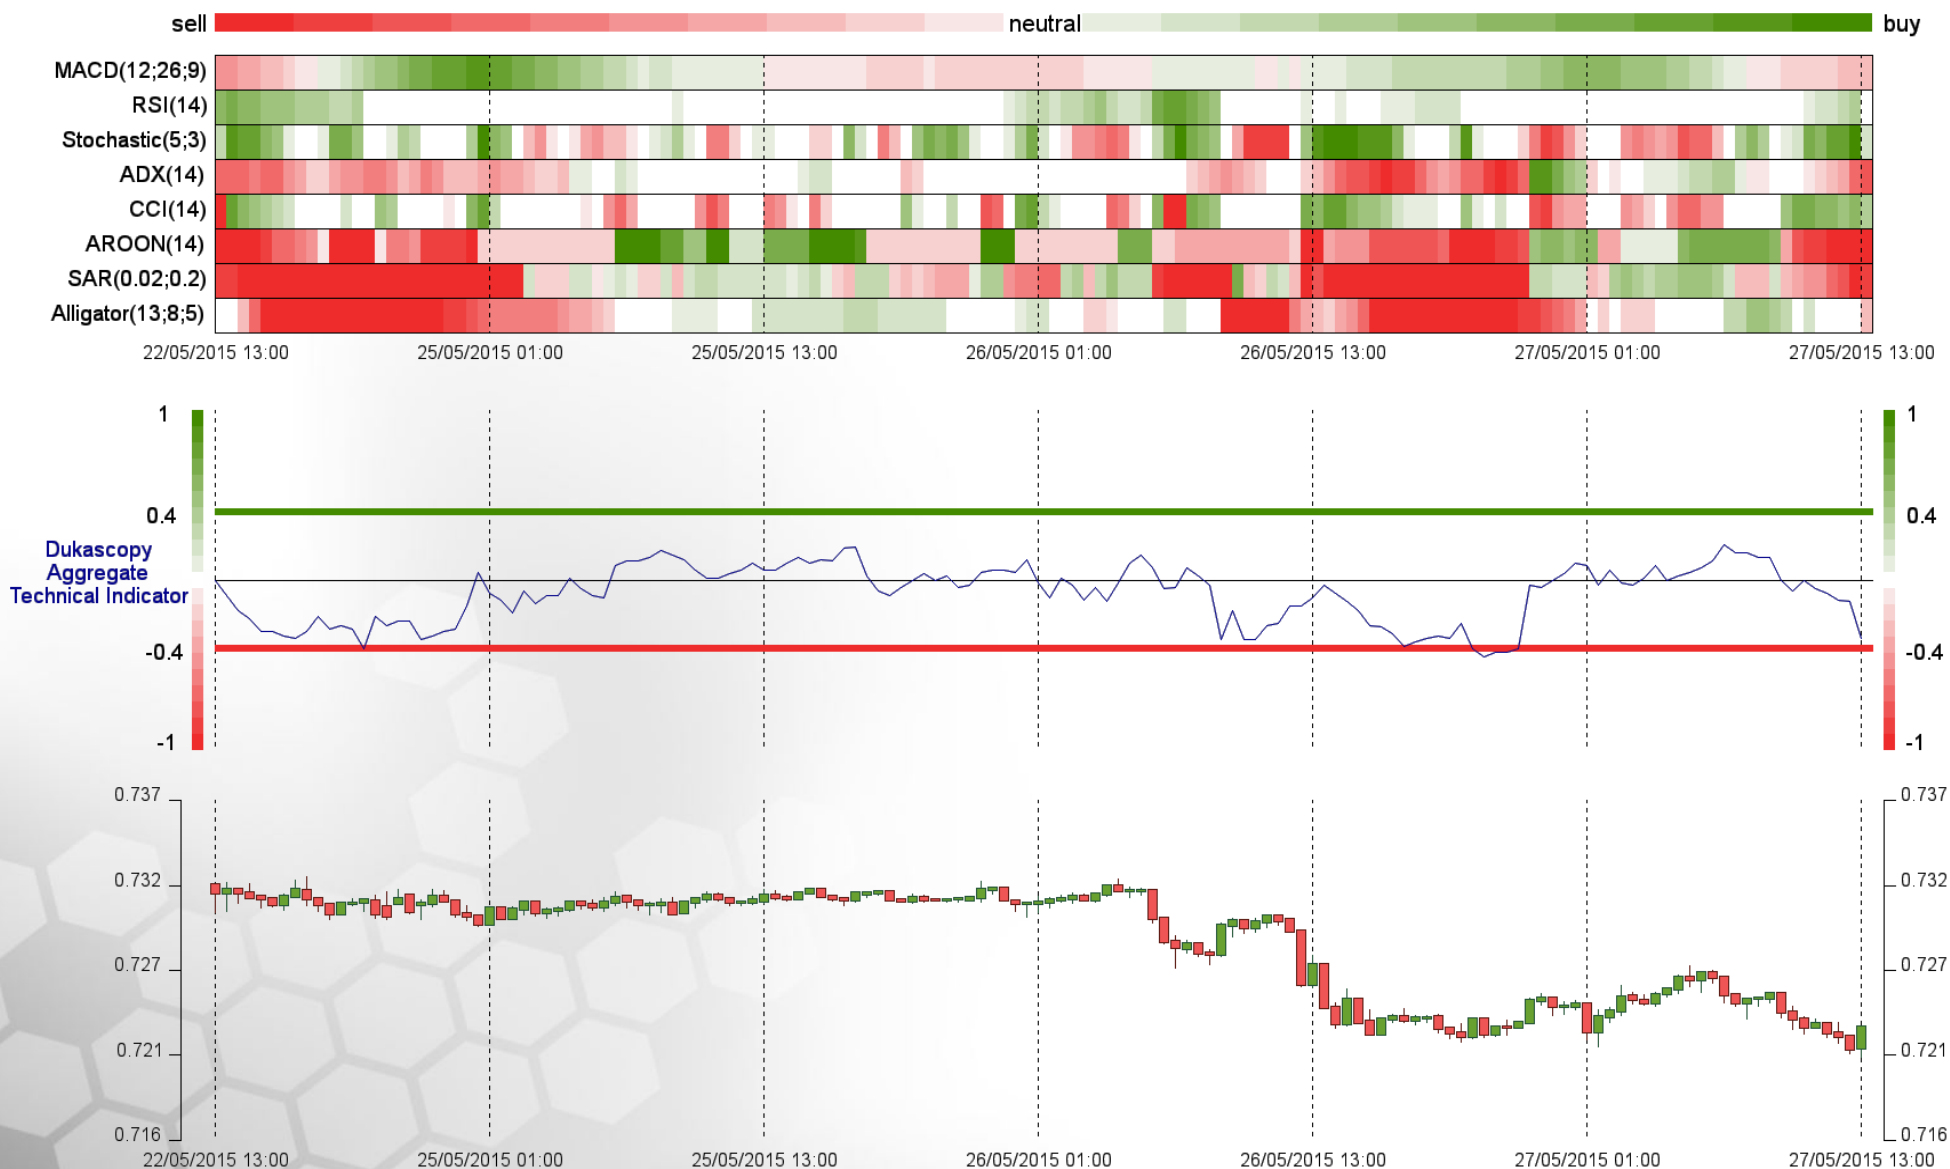 sell neutral buy
MACD(12;26;9)
RSI(14)
Stochastic(5;3)
ADX(14)
CCI(14)
AROON(14)
SAR(0.02;0.2)
Alligator(13;8;5)
22/05/2015 13:00 25/05/2015 01:00 25/05/2015 13:00 26/05/2015 01:00 26/05/2015 13:00 27/05/2015 01:00 27/05/2015 13:00
1 1
0.4 0.4
Dukascopy
Aggregate
Technical Indicator
-0.4 -0.4
-1 -1
0.737 0.737
0.732 0.732
0.727 0.727
0.721 0.721
0.716 0.716
22/05/2015 13:00 25/05/2015 01:00 25/05/2015 13:00 26/05/2015 01:00 26/05/2015 13:00 27/05/2015 01:00 27/05/2015 13:00